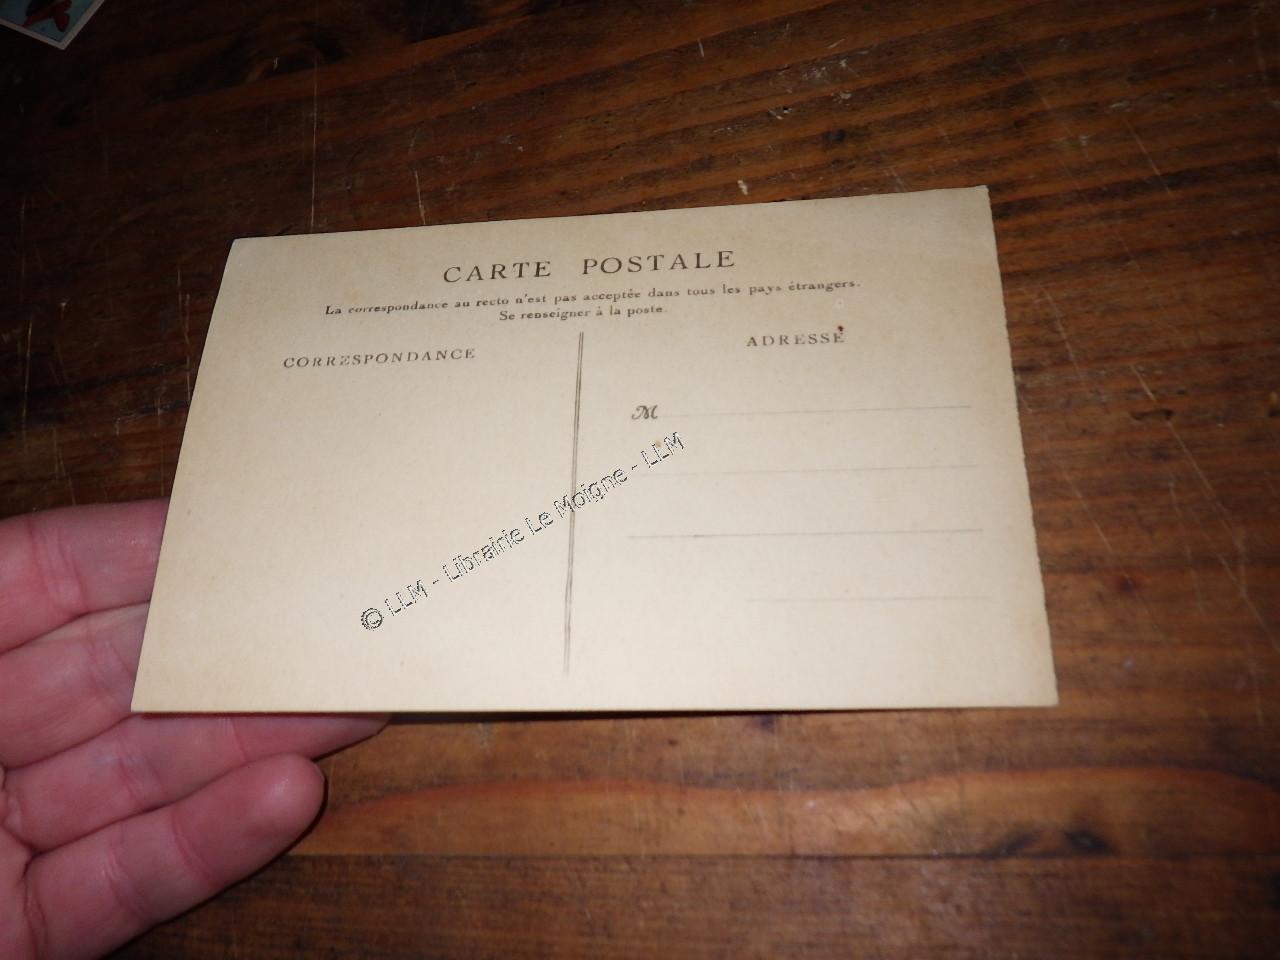 CARTE POSTALE
La correspondance au recto n'est pas acceptée dans tous les pays étrangers.
Se renseigner à la poste.
CORRESPONDANCE
ADRESSE
M
© LLM - Librairie Le Moigne - LLM